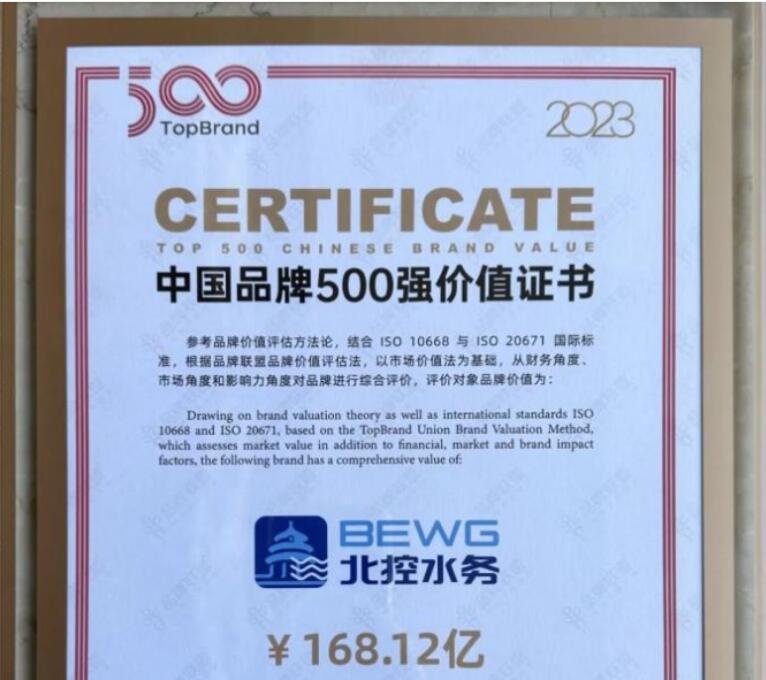 500
TopBrand
2023
CERTIFICATE
TOP 500 CHINESE BRAND VALUE
中国品牌500强价值证书
参考品牌价值评估方法论，结合 ISO 10668 与 ISO 20671 国际标
准，根据品牌联盟品牌价值评估法，以市场价值法为基础，从财务角度、
市场角度和影响力角度对品牌进行综合评价，评价对象品牌价值为：
Drawing on brand valuation theory as well as international standards ISO
10668 and ISO 20671, based on the TopBrand Union Brand Valuation Method,
which assesses market value in addition to financial, market and brand impact
factors, the following brand has a comprehensive value of:
BEWG
北控水务
¥ 168.12亿